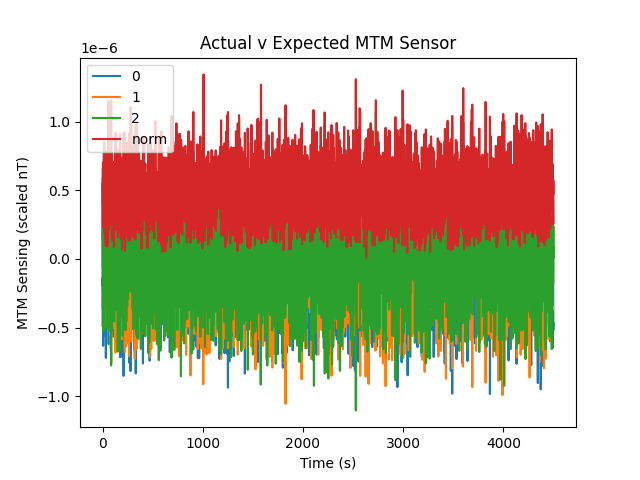 Actual v Expected MTM Sensor
1e−6
0
1
2
norm
1.0
0.5
0.0
−0.5
−1.0
MTM Sensing (scaled nT)
0
1000
2000
3000
4000
Time (s)